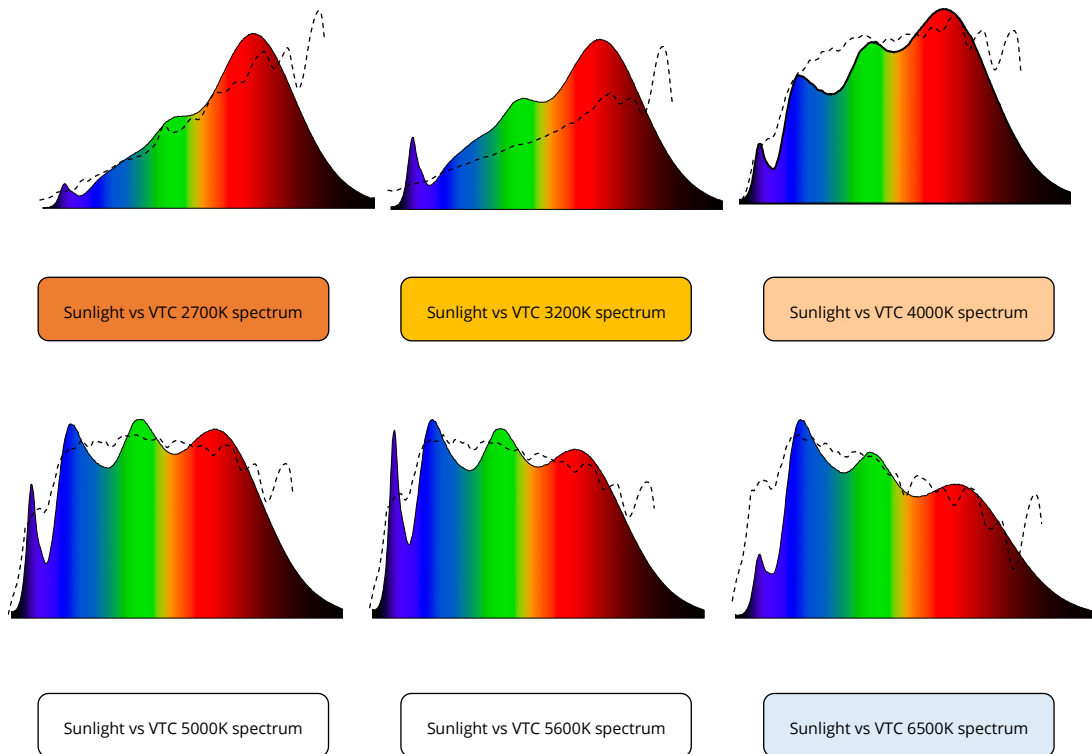 Sunlight vs VTC 2700K spectrum
Sunlight vs VTC 3200K spectrum
Sunlight vs VTC 4000K spectrum
Sunlight vs VTC 5000K spectrum
Sunlight vs VTC 5600K spectrum
Sunlight vs VTC 6500K spectrum